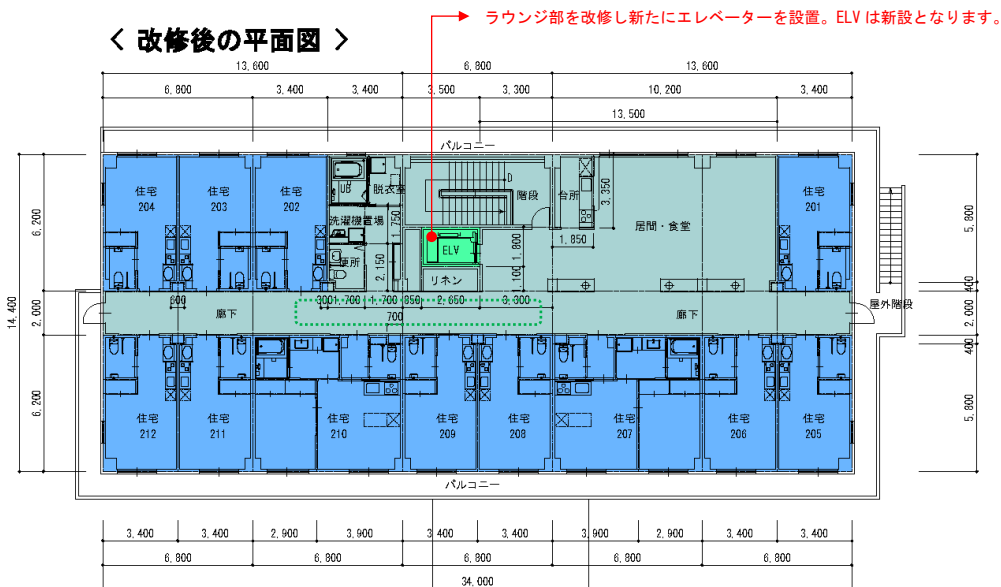 ラウンジ部を改修し新たにエレベーターを設置。ELV は新設となります。
< 改修後の平面図 >
13,600 6,800 13,600
6,800 3,400 3,400 3,500 3,300 10,200 3,400
13,500
バルコニー
住宅 204
住宅 203
住宅 202
UB
脱衣室
階段
D
台所
3,350
居間・食堂
住宅 201
洗濯機置場
1,750
ELV
1,800
1,850
便所
2,150
リネン
1,100
6,200
14,400
2,000
6,200
5,800
400
2,000
400
5,800
屋外階段
600 300 1,700 1,700 850 2,650 3,300
廊下
700
廊下
住宅 212
住宅 211
住宅 210
住宅 209
住宅 208
住宅 207
住宅 206
住宅 205
バルコニー
3,400 3,400 2,900 3,900 3,400 3,400 3,900 2,900 3,400 3,400
6,800 6,800 6,800 6,800 6,800
34,000